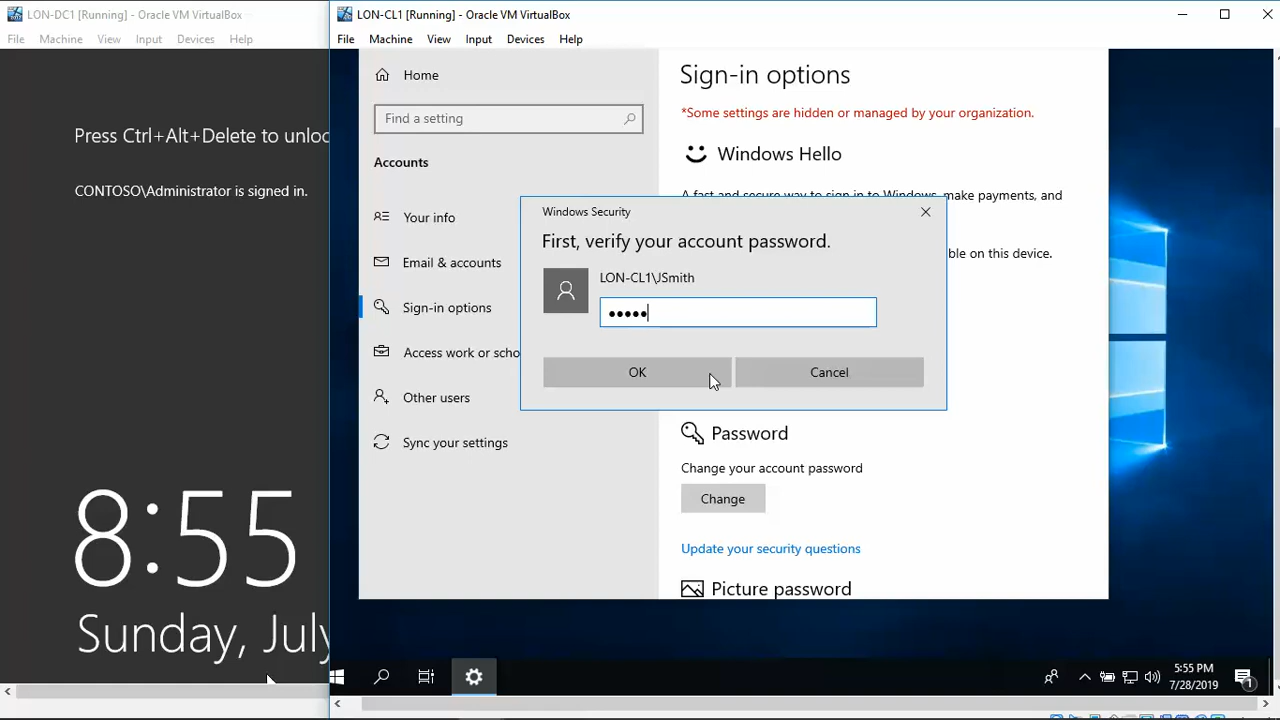 LON-DC1 [Running] - Oracle VM VirtualBox
File Machine View Input Devices Help
Press Ctrl+Alt+Delete to unloc
CONTOSO\Administrator is signed in.
8:55
Sunday, July
LON-CL1 [Running] - Oracle VM VirtualBox
File Machine View Input Devices Help
Home
Find a setting
Accounts
Your info
Email & accounts
Sign-in options
Access work or scho
Other users
Sync your settings
Sign-in options
*Some settings are hidden or managed by your organization.
Windows Hello
A fast and secure way to sign in to Windows, make payments, and
ble on this device.
Windows Security
First, verify your account password.
LON-CL1\JSmith
•••••
OK
Cancel
Password
Change your account password
Change
Update your security questions
Picture password
5:55 PM
7/28/2019
1